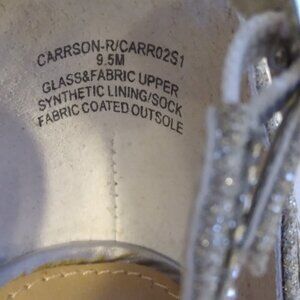 CARRSON-R/CARR02S1
9.5M
GLASS&FABRIC UPPER
SYNTHETIC LINING/SOCK
FABRIC COATED OUTSOLE